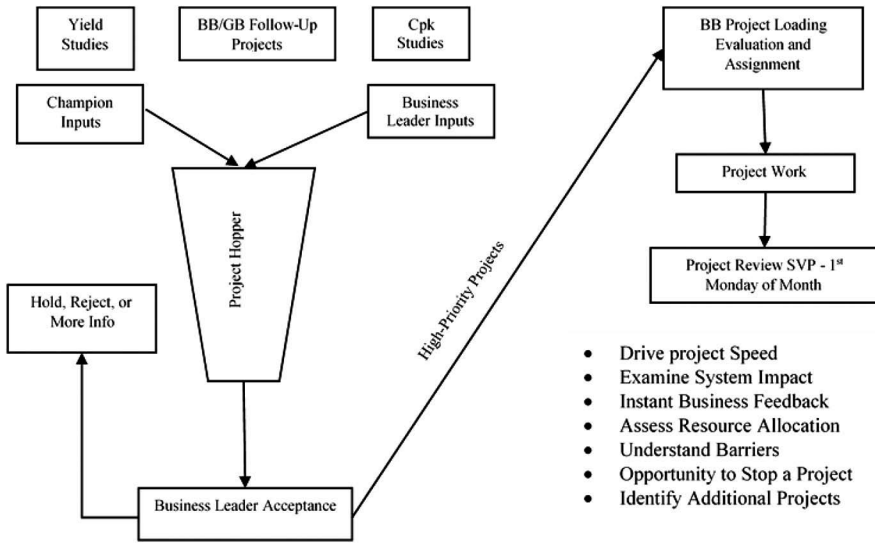 Yield
Studies
BB/GB Follow-Up
Projects
Cpk
Studies
BB Project Loading
Evaluation and
Assignment
Champion
Inputs
Business
Leader Inputs
Project Hopper
Project Work
High-Priority Projects
Project Review SVP - 1st
Monday of Month
Hold, Reject, or
More Info
Business Leader Acceptance
• Drive project Speed
• Examine System Impact
• Instant Business Feedback
• Assess Resource Allocation
• Understand Barriers
• Opportunity to Stop a Project
• Identify Additional Projects